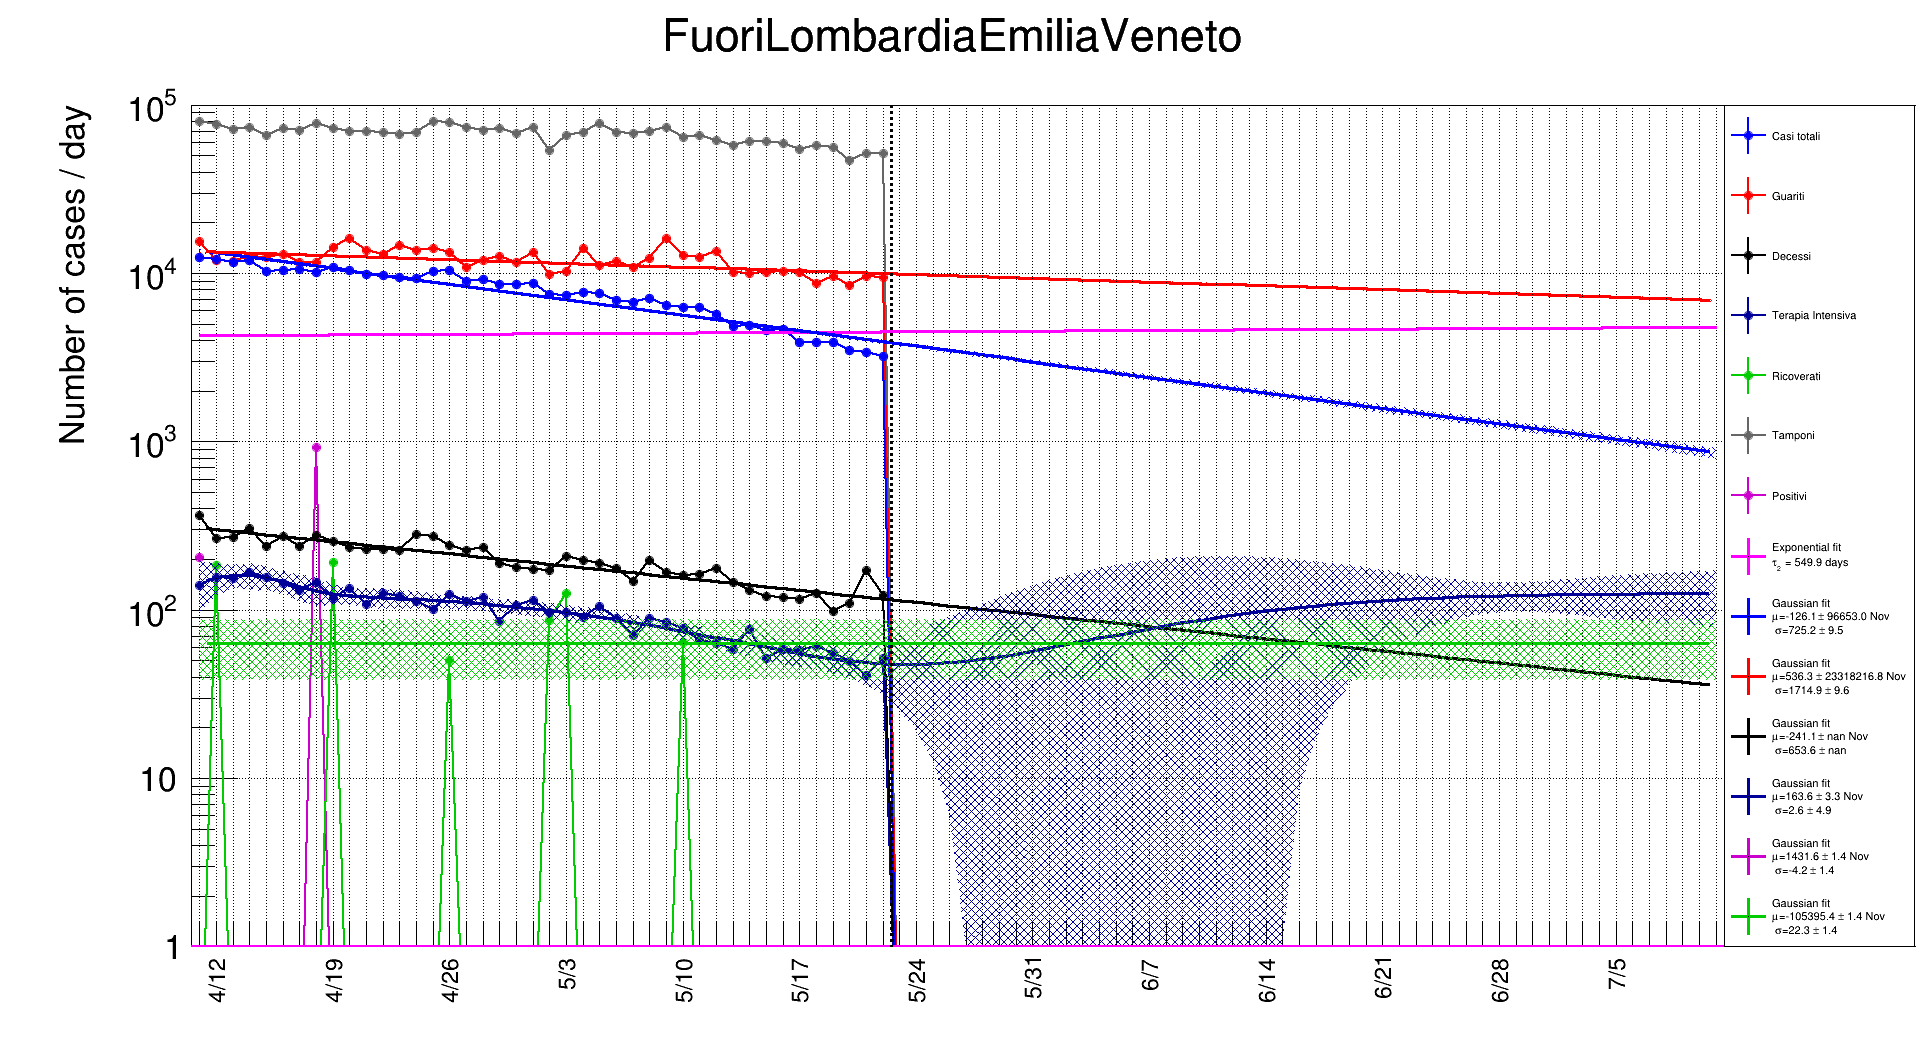 FuoriLombardiaEmiliaVeneto
Number of cases / day
10^5
10^4
10^3
10^2
10
1
4/12
4/19
4/26
5/3
5/10
5/17
5/24
5/31
6/7
6/14
6/21
6/28
7/5
Casi totali
Guariti
Decessi
Terapia Intensiva
Ricoverati
Tamponi
Positivi
Exponential fit
τ_2 = 549.9 days
Gaussian fit
μ=-126.1 ± 96653.0 Nov
σ=725.2 ± 9.5
Gaussian fit
μ=536.3 ± 23318216.8 Nov
σ=1714.9 ± 9.6
Gaussian fit
μ=-241.1 ± nan Nov
σ=653.6 ± nan
Gaussian fit
μ=163.6 ± 3.3 Nov
σ=2.6 ± 4.9
Gaussian fit
μ=1431.6 ± 1.4 Nov
σ=-4.2 ± 1.4
Gaussian fit
μ=-105395.4 ± 1.4 Nov
σ=22.3 ± 1.4